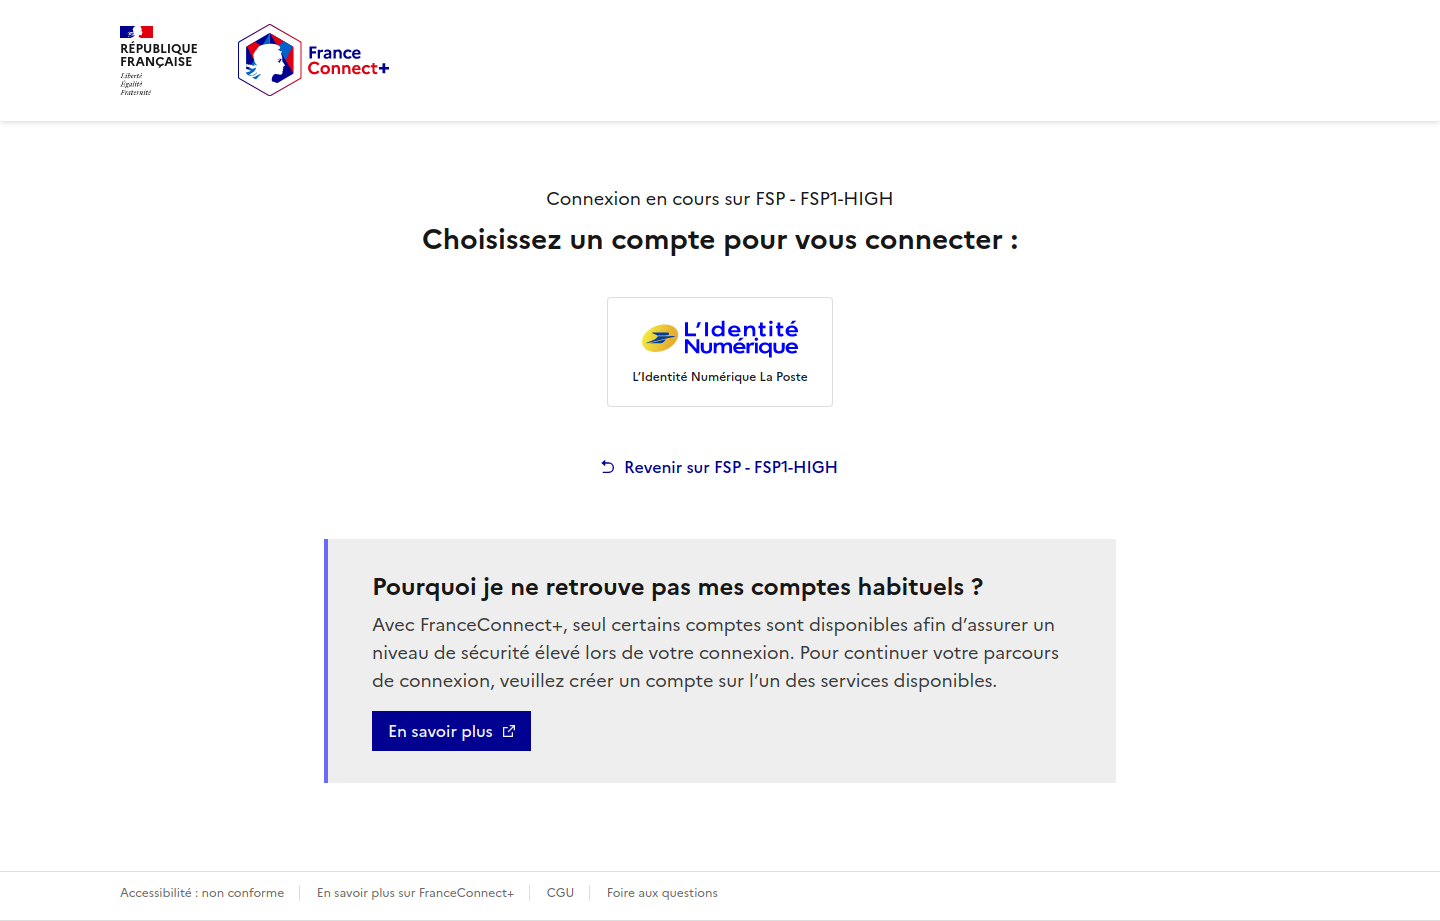 RÉPUBLIQUE
FRANÇAISE
Liberté
Égalité
Fraternité
France
Connect+
Connexion en cours sur FSP - FSP1-HIGH
Choisissez un compte pour vous connecter :
L’Identité
Numérique
L’Identité Numérique La Poste
Revenir sur FSP - FSP1-HIGH
Pourquoi je ne retrouve pas mes comptes habituels ?
Avec FranceConnect+, seul certains comptes sont disponibles afin d’assurer un
niveau de sécurité élevé lors de votre connexion. Pour continuer votre parcours
de connexion, veuillez créer un compte sur l’un des services disponibles.
En savoir plus
Accessibilité : non conforme
En savoir plus sur FranceConnect+
CGU
Foire aux questions